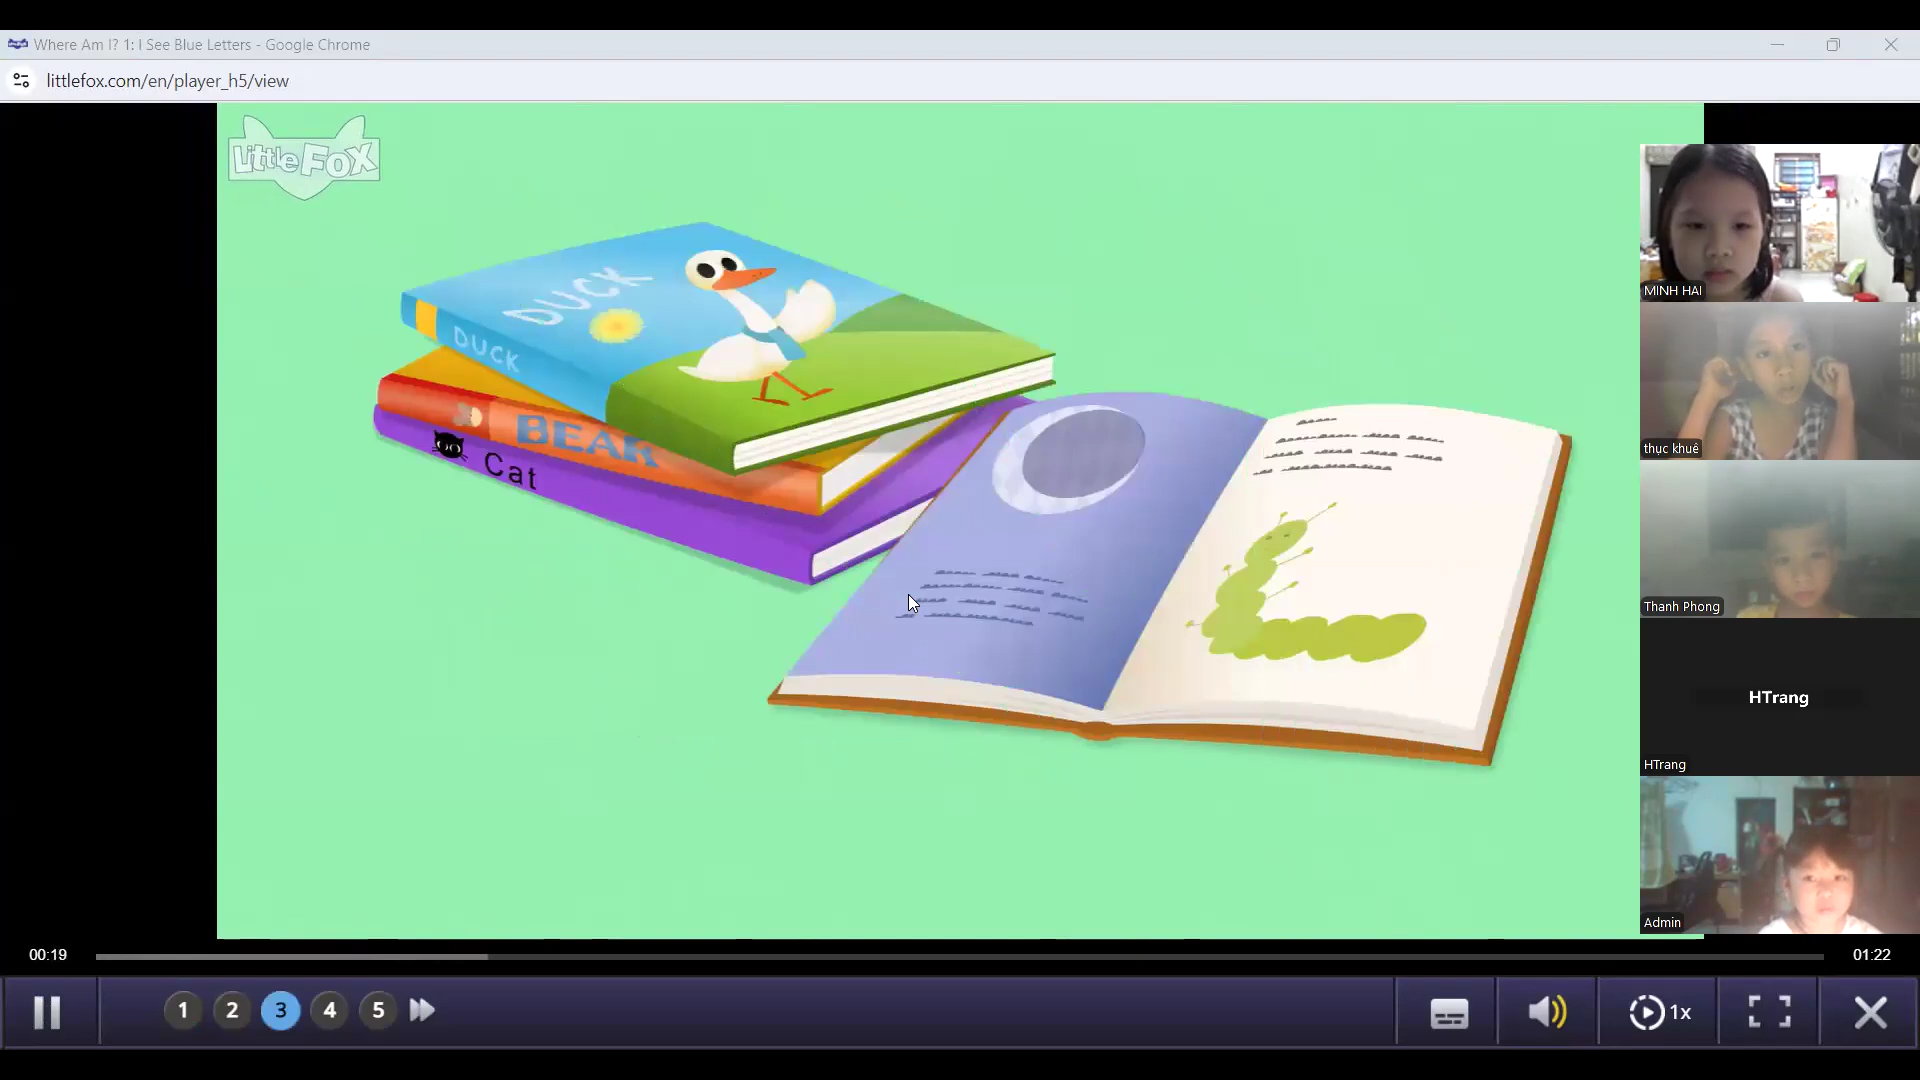 Where Am I? 1: I See Blue Letters - Google Chrome
littlefox.com/en/player_h5/view
Little Fox
DUCK
DUCK
BEAR
Cat
MINH HAI
thục khuê
Thanh Phong
HTrang
HTrang
Admin
00:19
01:22
1 2 3 4 5
1x